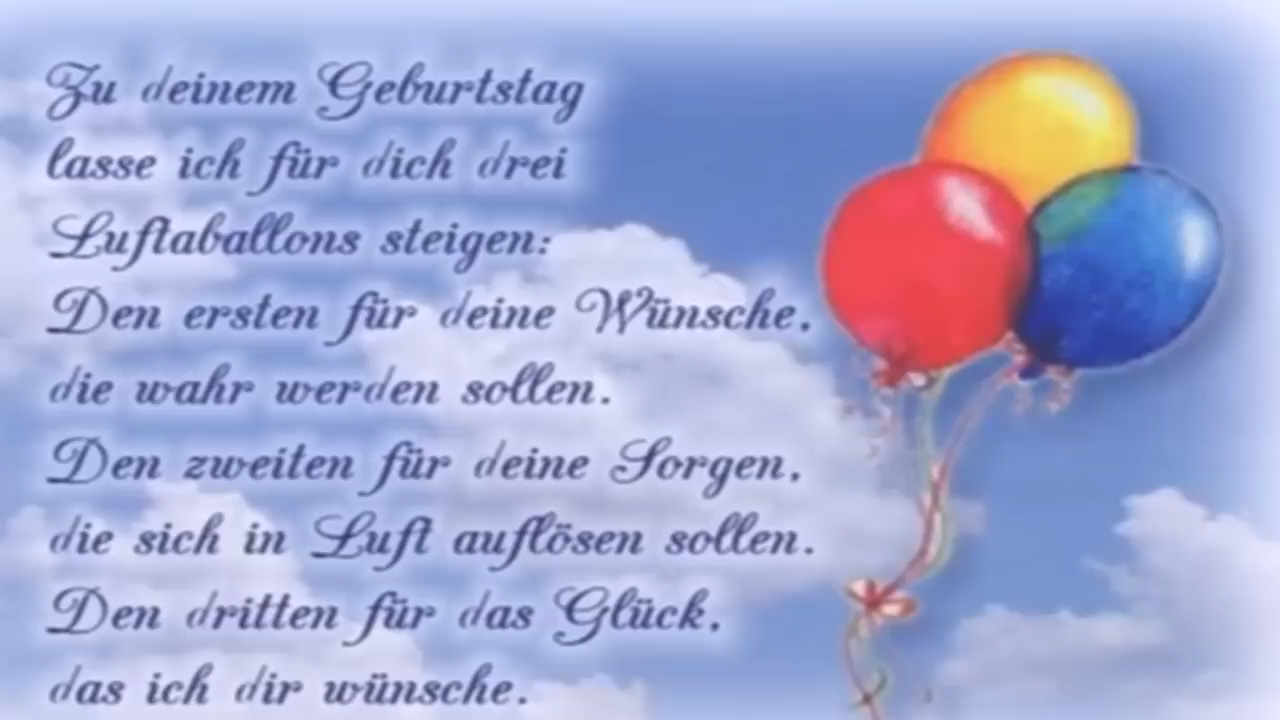 Zu deinem Geburtstag
lasse ich für dich drei
Luftaballons steigen:
Den ersten für deine Wünsche,
die wahr werden sollen.
Den zweiten für deine Sorgen,
die sich in Luft auflösen sollen.
Den dritten für das Glück,
das ich dir wünsche.